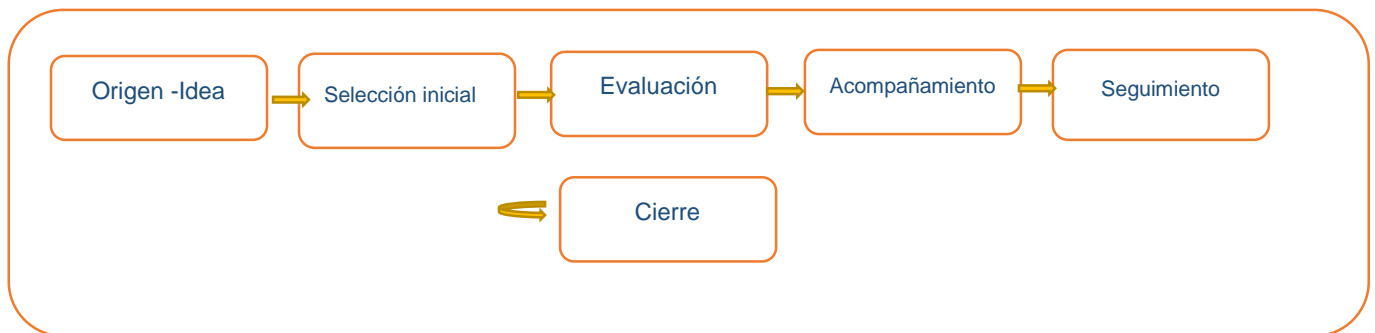 Origen -Idea
Selección inicial
Evaluación
Acompañamiento
Seguimiento
Cierre